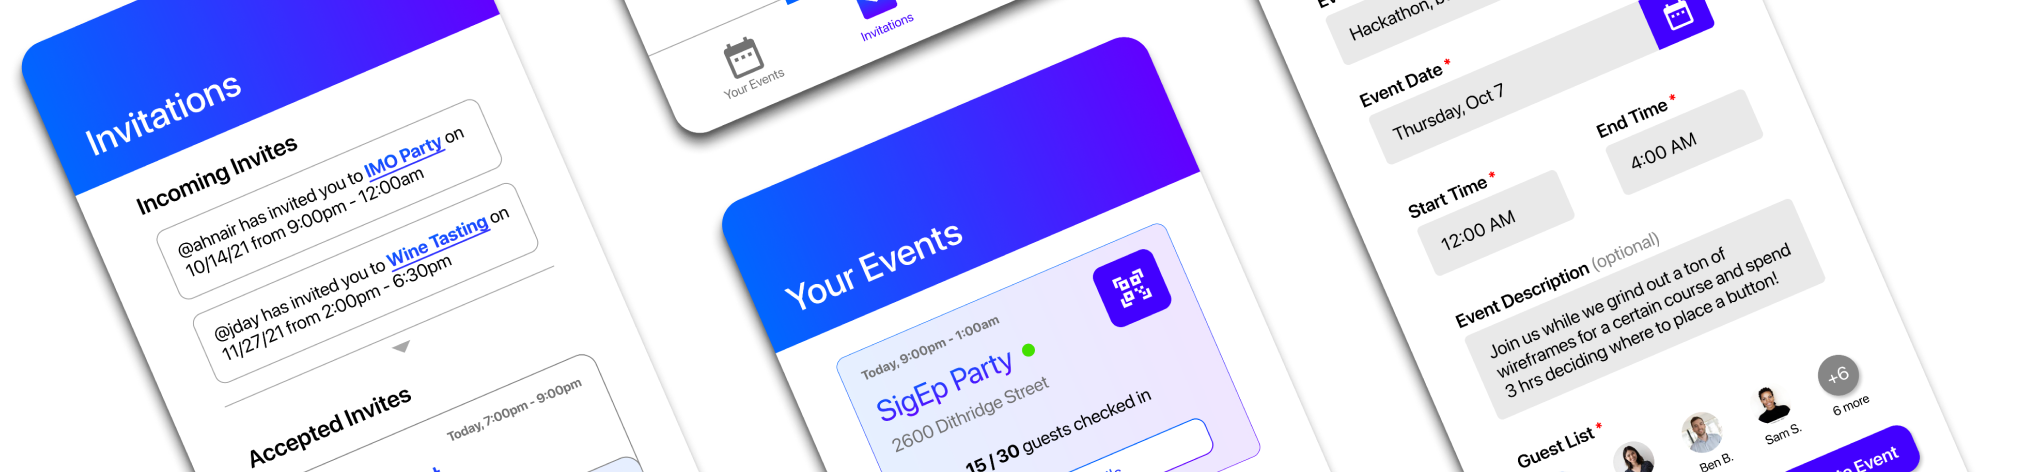 Invitations
Incoming Invites
@ahnair has invited you to IMO Party on
10/14/21 from 9:00pm - 12:00am
@jday has invited you to Wine Tasting on
11/27/21 from 2:00pm - 6:30pm
Accepted Invites
Today, 7:00pm - 9:00pm
Your Events
Invitations
Your Events
Today, 9:00pm - 1:00am
SigEp Party
2600 Dithridge Street
15 / 30 guests checked in
Hackathon,
Event Date *
Thursday, Oct 7
Start Time *
12:00 AM
End Time *
4:00 AM
Event Description (optional)
Join us while we grind out a ton of
wireframes for a certain course and spend
3 hrs deciding where to place a button!
Guest List *
Ben B.
Sam S.
+6
6 more
Event